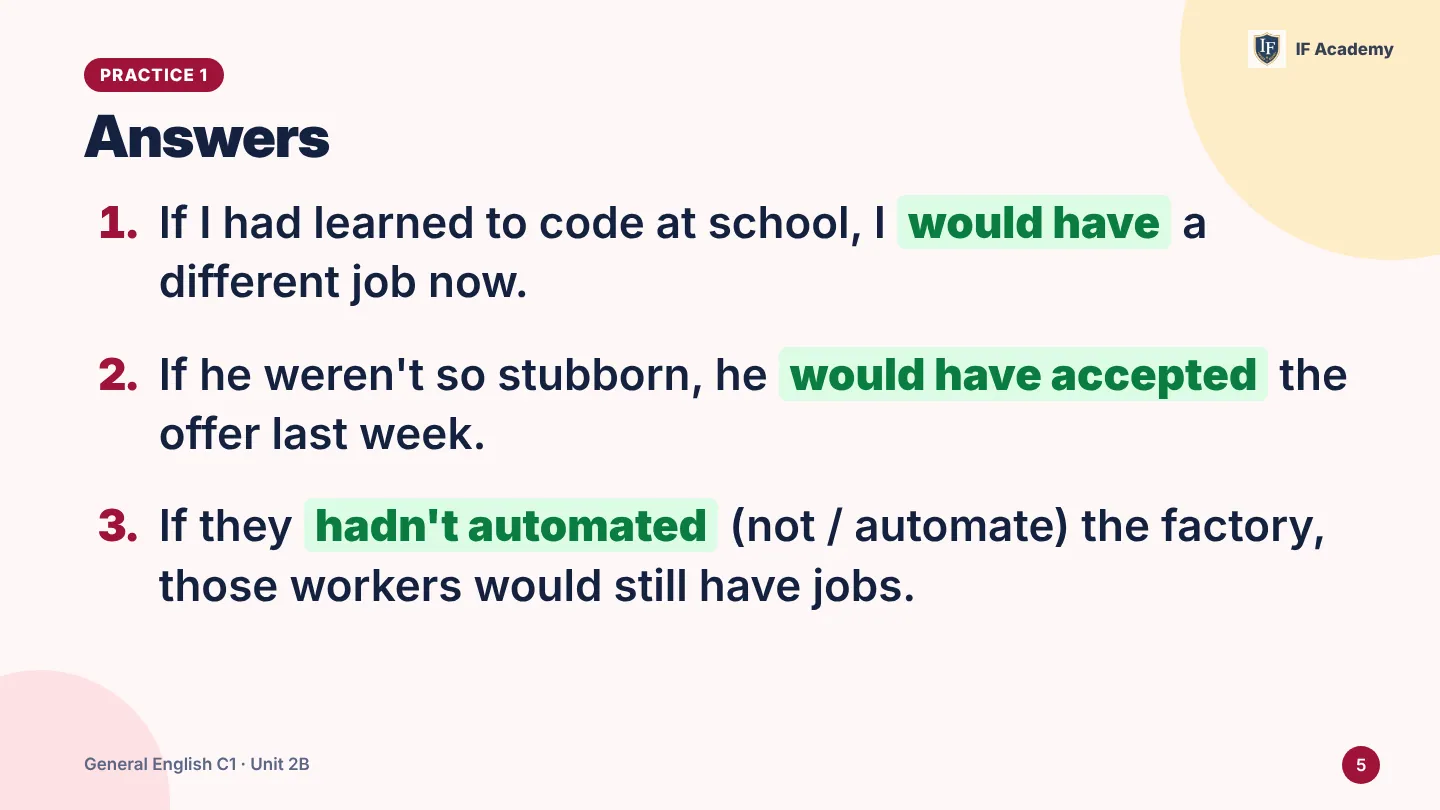 IF
IF Academy
PRACTICE 1
Answers
1. If I had learned to code at school, I would have a
different job now.
2. If he weren't so stubborn, he would have accepted the
offer last week.
3. If they hadn't automated (not / automate) the factory,
those workers would still have jobs.
General English C1 · Unit 2B
5